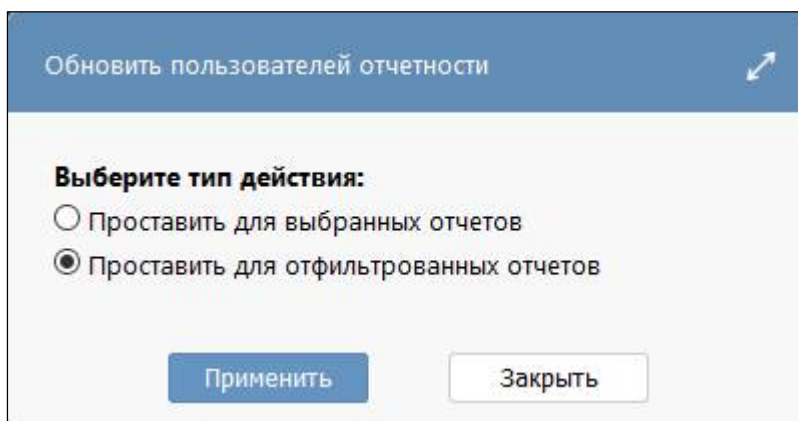 Обновить пользователей отчетности
Выберите тип действия:
Проставить для выбранных отчетов
Проставить для отфильтрованных отчетов
Применить Закрыть